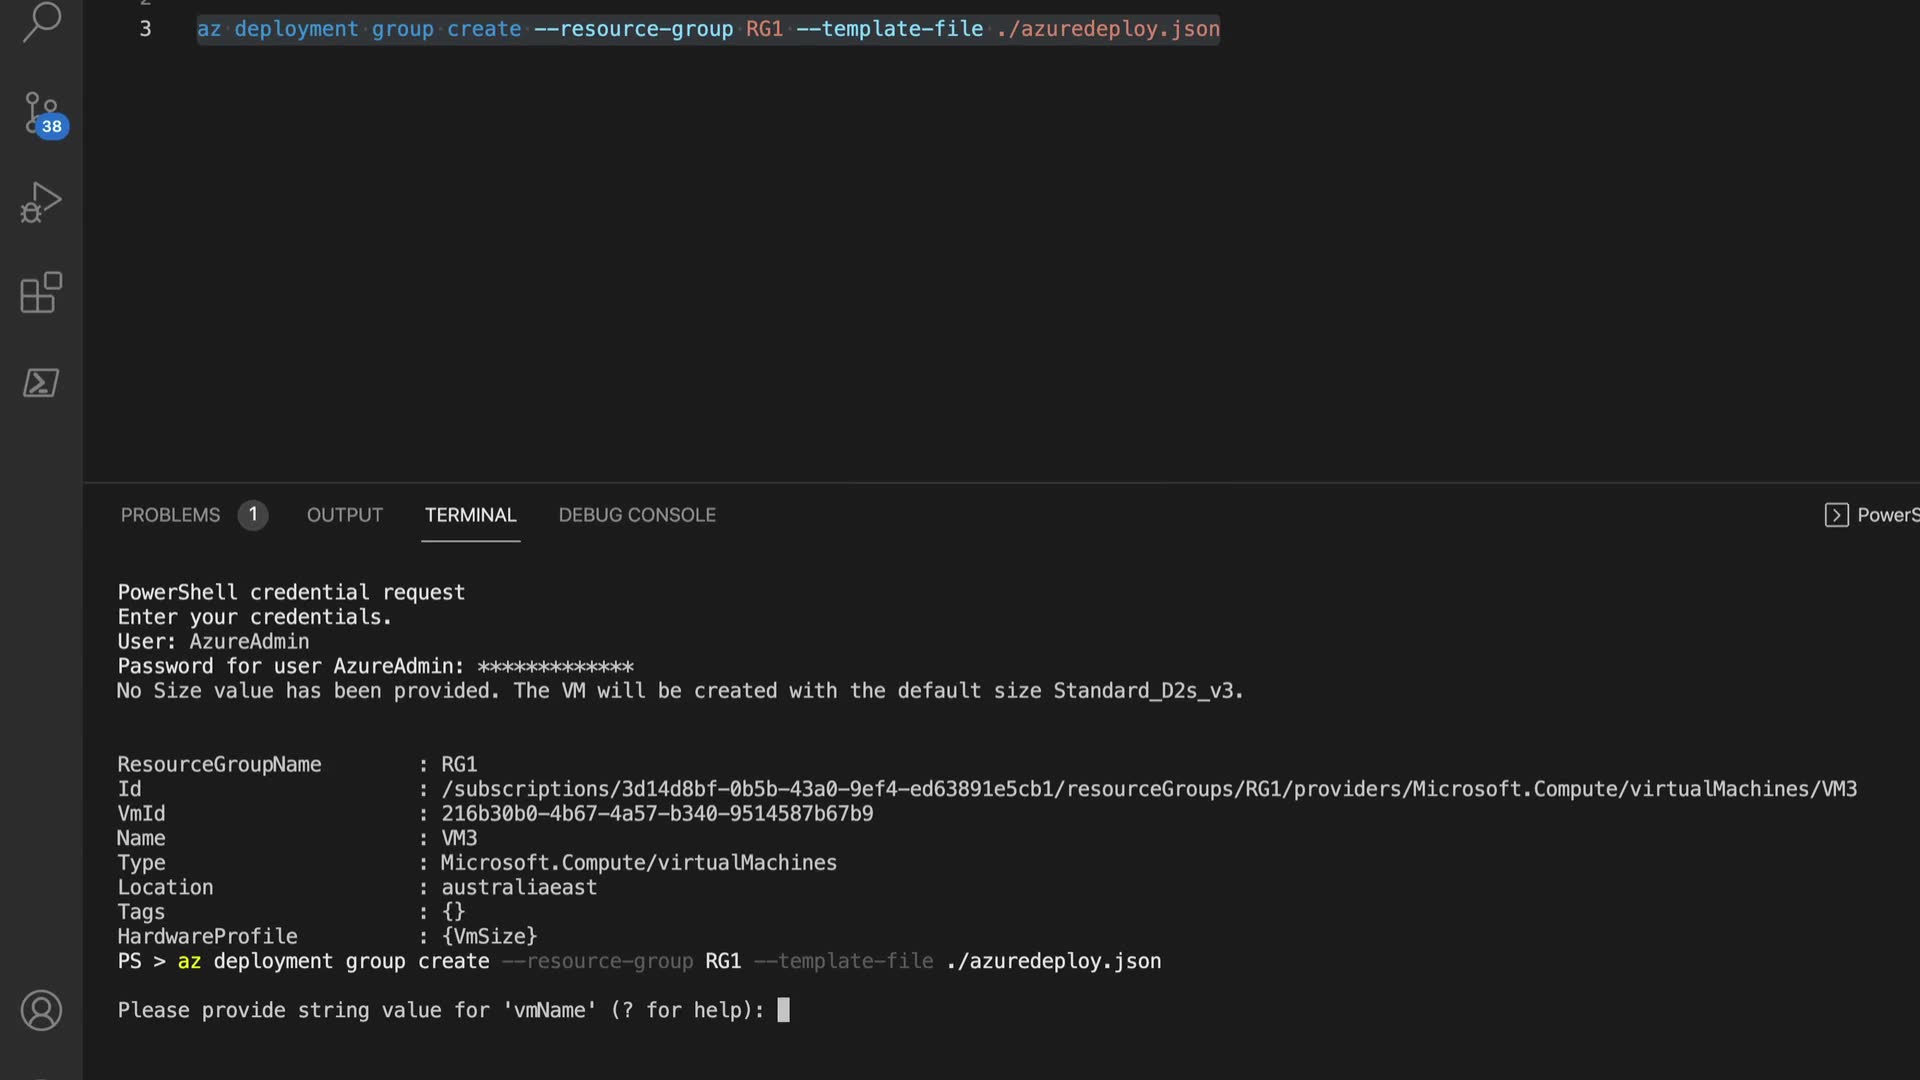 3 az deployment group create --resource-group RG1 --template-file ./azuredeploy.json
38
PROBLEMS 1 OUTPUT TERMINAL DEBUG CONSOLE
PowerShell credential request
Enter your credentials.
User: AzureAdmin
Password for user AzureAdmin: *************
No Size value has been provided. The VM will be created with the default size Standard_D2s_v3.
ResourceGroupName : RG1
Id : /subscriptions/3d14d8bf-0b5b-43a0-9ef4-ed63891e5cb1/resourceGroups/RG1/providers/Microsoft.Compute/virtualMachines/VM3
VmId : 216b30b0-4b67-4a57-b340-9514587b67b9
Name : VM3
Type : Microsoft.Compute/virtualMachines
Location : australiaeast
Tags : {}
HardwareProfile : {VmSize}
PS > az deployment group create --resource-group RG1 --template-file ./azuredeploy.json
Please provide string value for 'vmName' (? for help):